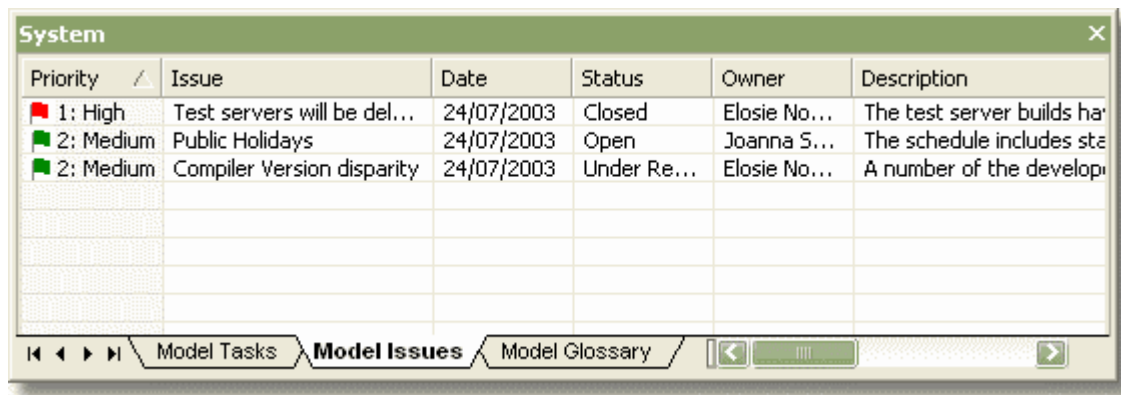 System
Priority Issue Date Status Owner Description
1: High Test servers will be del... 24/07/2003 Closed Elosie No... The test server builds ha
2: Medium Public Holidays 24/07/2003 Open Joanna S... The schedule includes sta
2: Medium Compiler Version disparity 24/07/2003 Under Re... Elosie No... A number of the develop
Model Tasks Model Issues Model Glossary